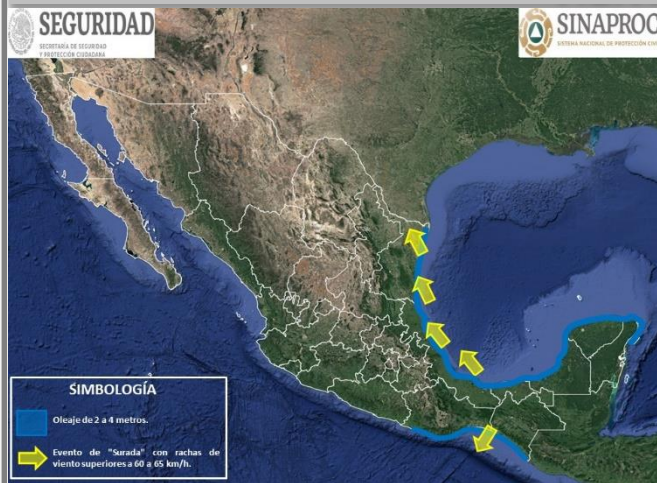 SEGURIDAD
SECRETARÍA DE SEGURIDAD
Y PROTECCIÓN CIUDADANA
SINAPROC
SISTEMA NACIONAL DE PROTECCIÓN CIVIL
SIMBOLOGÍA
Oleaje de 2 a 4 metros.
Evento de "Surada" con rachas de
viento superiores a 60 a 65 km/h.